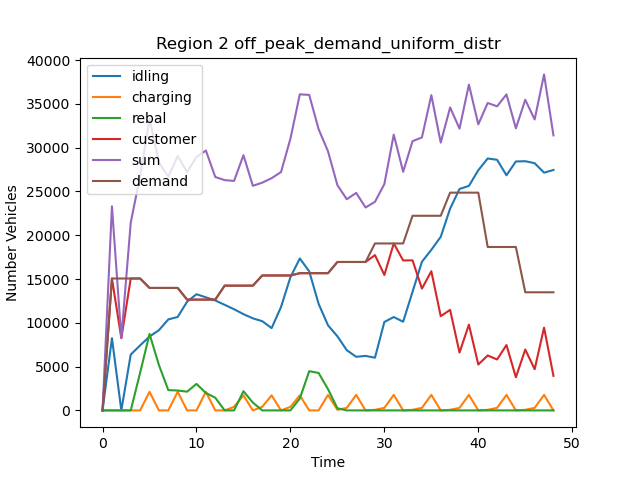 Region 2 off_peak_demand_uniform_distr
40000
35000
30000
25000
20000
15000
10000
5000
0
Number Vehicles
idling
charging
rebal
customer
sum
demand
0 10 20 30 40 50
Time